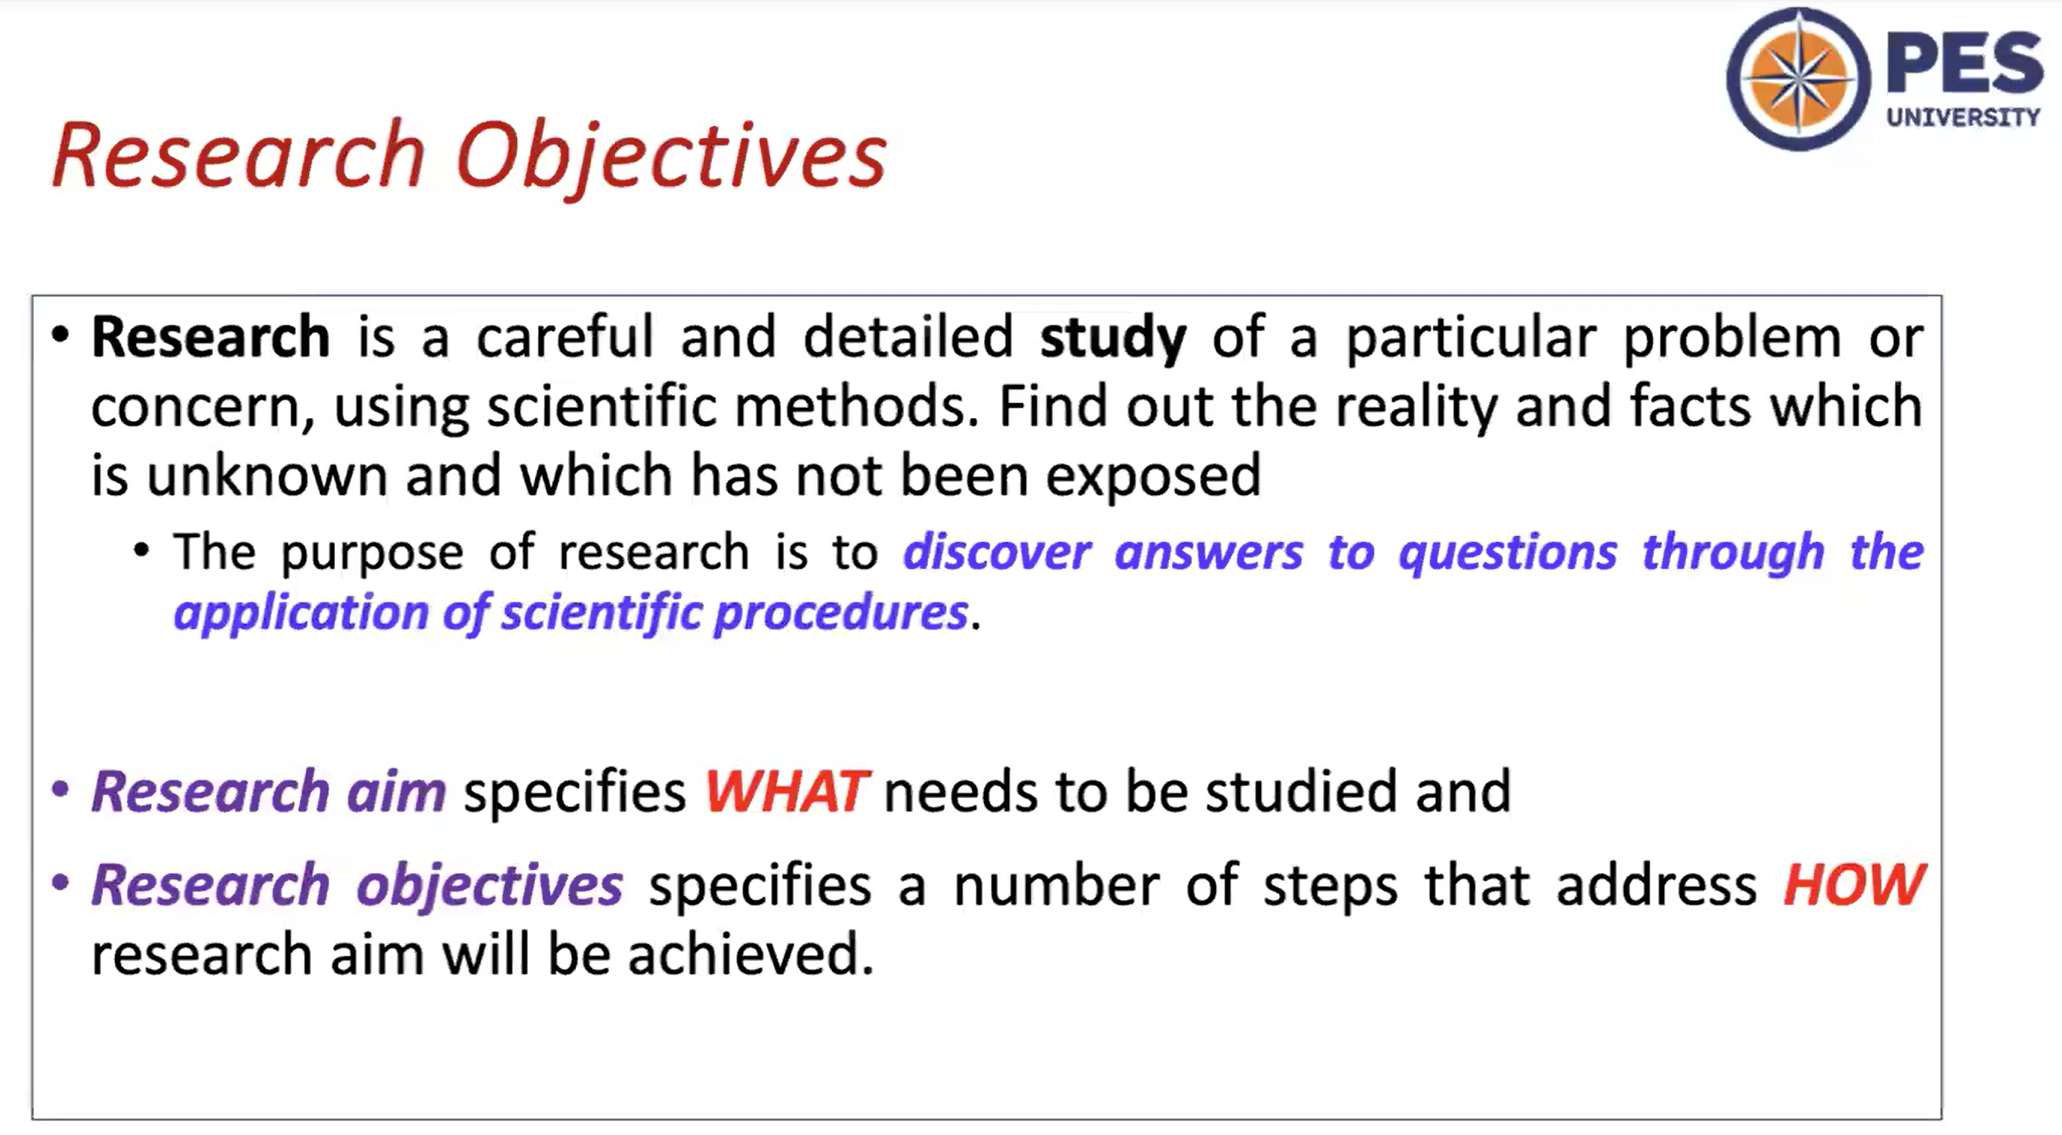 PES
UNIVERSITY
Research Objectives
• Research is a careful and detailed study of a particular problem or
concern, using scientific methods. Find out the reality and facts which
is unknown and which has not been exposed
• The purpose of research is to discover answers to questions through the
application of scientific procedures.
• Research aim specifies WHAT needs to be studied and
• Research objectives specifies a number of steps that address HOW
research aim will be achieved.